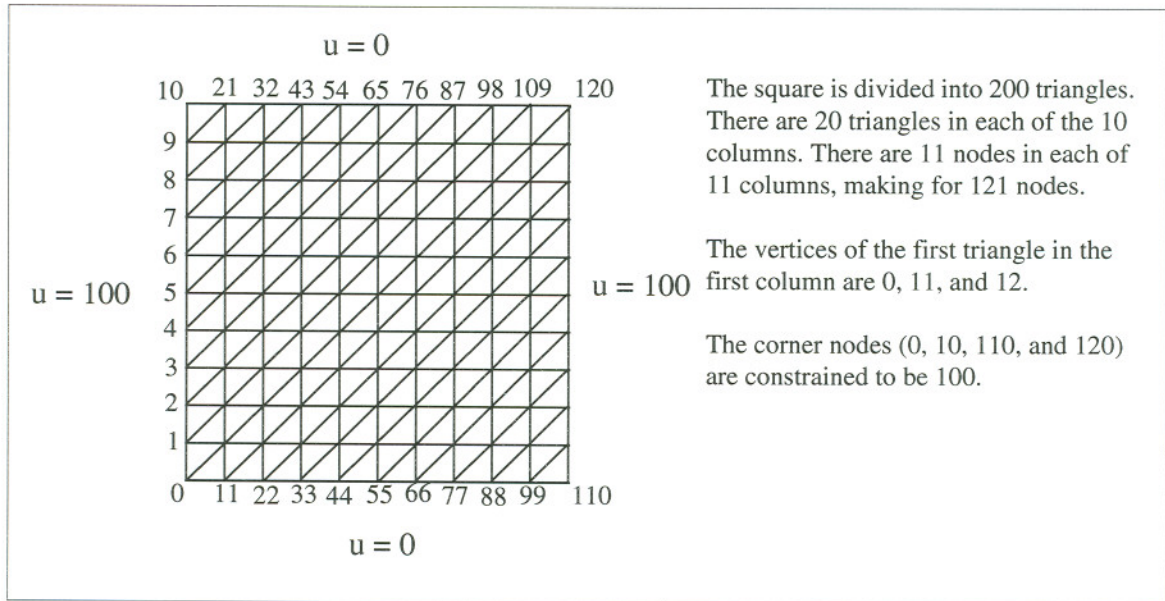 u = 0
10 21 32 43 54 65 76 87 98 109 120
9
8
7
6
5
4
3
2
1
0 11 22 33 44 55 66 77 88 99 110
u = 100
u = 100
u = 0
The square is divided into 200 triangles.
There are 20 triangles in each of the 10
columns. There are 11 nodes in each of
11 columns, making for 121 nodes.
The vertices of the first triangle in the
first column are 0, 11, and 12.
The corner nodes (0, 10, 110, and 120)
are constrained to be 100.